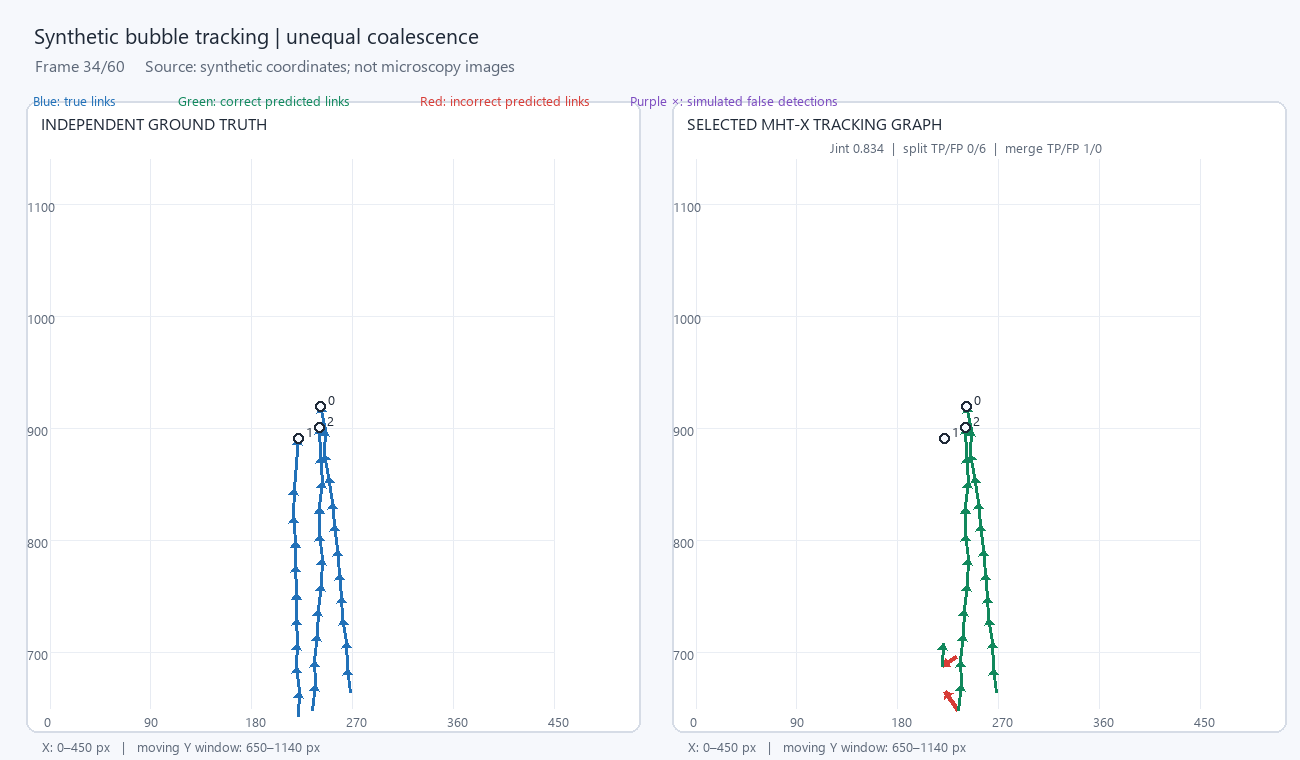 Synthetic bubble tracking | unequal coalescence
Frame 34/60 Source: synthetic coordinates; not microscopy images
Blue: true links Green: correct predicted links Red: incorrect predicted links Purple ×: simulated false detections
INDEPENDENT GROUND TRUTH
1100
1000
900
800
700
0
2
1
0 90 180 270 360 450
X: 0–450 px | moving Y window: 650–1140 px
SELECTED MHT-X TRACKING GRAPH
Jint 0.834 | split TP/FP 0/6 | merge TP/FP 1/0
1100
1000
900
800
700
0
2
1
0 90 180 270 360 450
X: 0–450 px | moving Y window: 650–1140 px